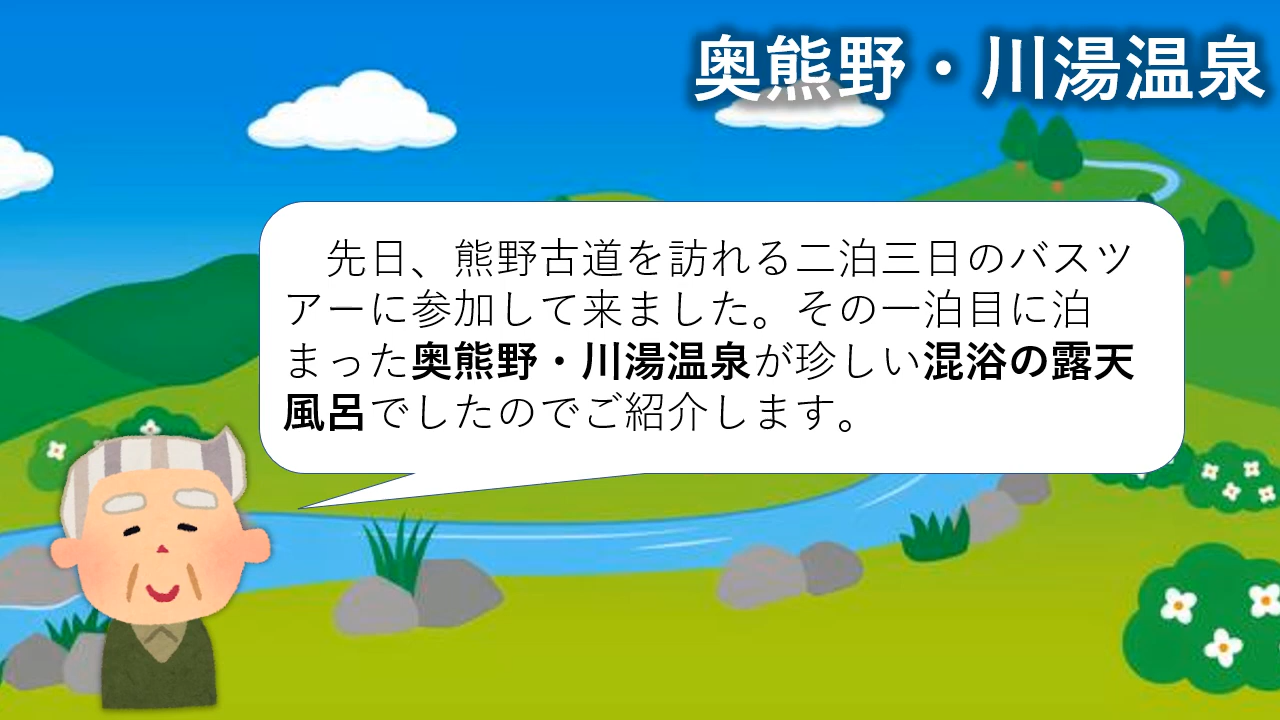 奥熊野・川湯温泉
　先日、熊野古道を訪れる二泊三日のバスツ
アーに参加して来ました。その一泊目に泊
まった奥熊野・川湯温泉が珍しい混浴の露天
風呂でしたのでご紹介します。